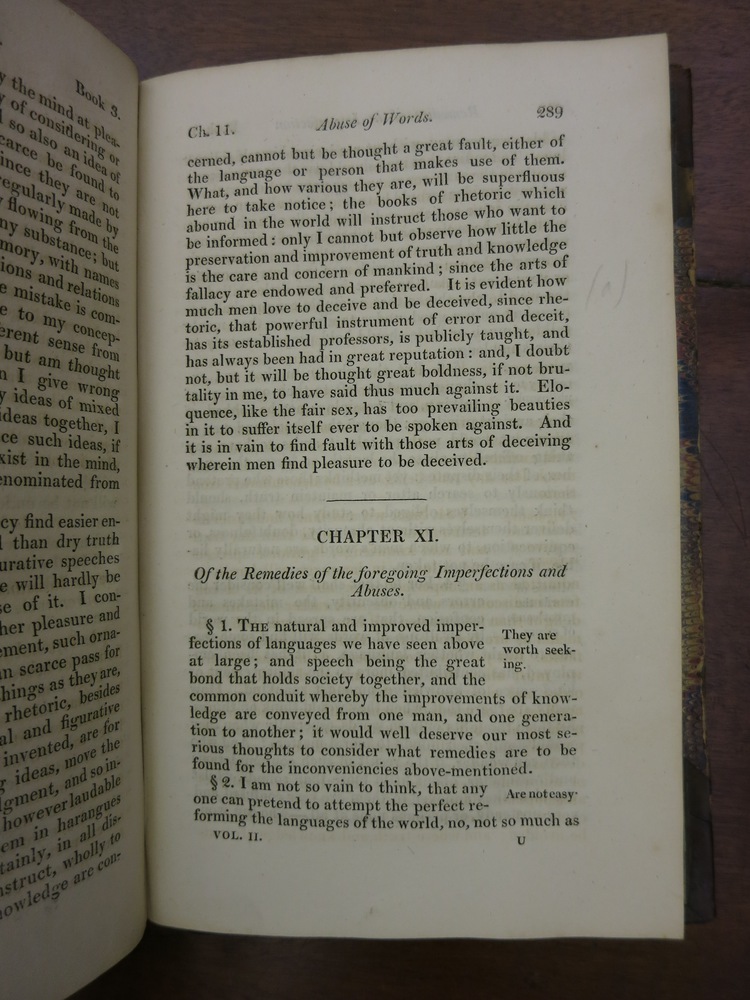 Book 3.
y the mind at plea-
y of considering or
l so also an idea of
carce be found to
ince they are not
egularly made by
flowing from the
ny substance; but
mory, with names
ions and relations
e mistake is com-
e to my concep-
erent sense from
but am thought
n I give wrong
y ideas of mixed
ideas together, I
ce such ideas, if
xist in the mind,
enominated from
cy find easier en-
l than dry truth
urative speeches
e will hardly be
se of it. I con-
her pleasure and
ement, such orna-
n scarce pass for
hings as they are,
rhetoric, besides
al and figurative
invented, are for
g ideas, move the
dgment, and so in-
however laudable
em in harangues
tainly, in all dis-
nstruct, wholly to
nowledge are con-
Ch. 11. Abuse of Words. 289
cerned, cannot but be thought a great fault, either of
the language or person that makes use of them.
What, and how various they are, will be superfluous
here to take notice; the books of rhetoric which
abound in the world will instruct those who want to
be informed: only I cannot but observe how little the
preservation and improvement of truth and knowledge
is the care and concern of mankind; since the arts of
fallacy are endowed and preferred. It is evident how
much men love to deceive and be deceived, since rhe-
toric, that powerful instrument of error and deceit,
has its established professors, is publicly taught, and
has always been had in great reputation: and, I doubt
not, but it will be thought great boldness, if not bru-
tality in me, to have said thus much against it. Elo-
quence, like the fair sex, has too prevailing beauties
in it to suffer itself ever to be spoken against. And
it is in vain to find fault with those arts of deceiving
wherein men find pleasure to be deceived.
CHAPTER XI.
Of the Remedies of the foregoing Imperfections and
Abuses.
§ 1. THE natural and improved imper-
fections of languages we have seen above
at large; and speech being the great
bond that holds society together, and the
common conduit whereby the improvements of know-
ledge are conveyed from one man, and one genera-
tion to another; it would well deserve our most se-
rious thoughts to consider what remedies are to be
found for the inconveniencies above-mentioned.
They are
worth seek-
ing.
§ 2. I am not so vain to think, that any
one can pretend to attempt the perfect re-
forming the languages of the world, no, not so much as
Are not easy
VOL. II. U